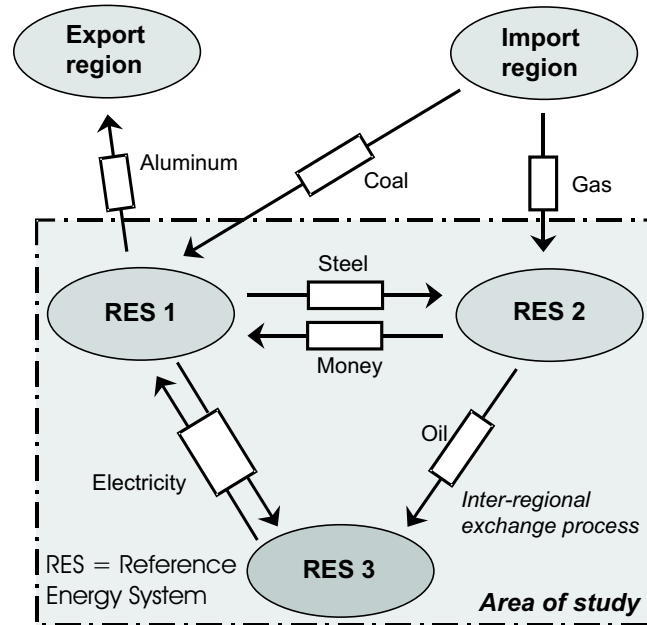 Export
region
Import
region
Aluminum
Coal
Gas
Steel
RES 1
RES 2
Money
Oil
Electricity
Inter-regional
exchange process
RES 3
RES = Reference
Energy System
Area of study